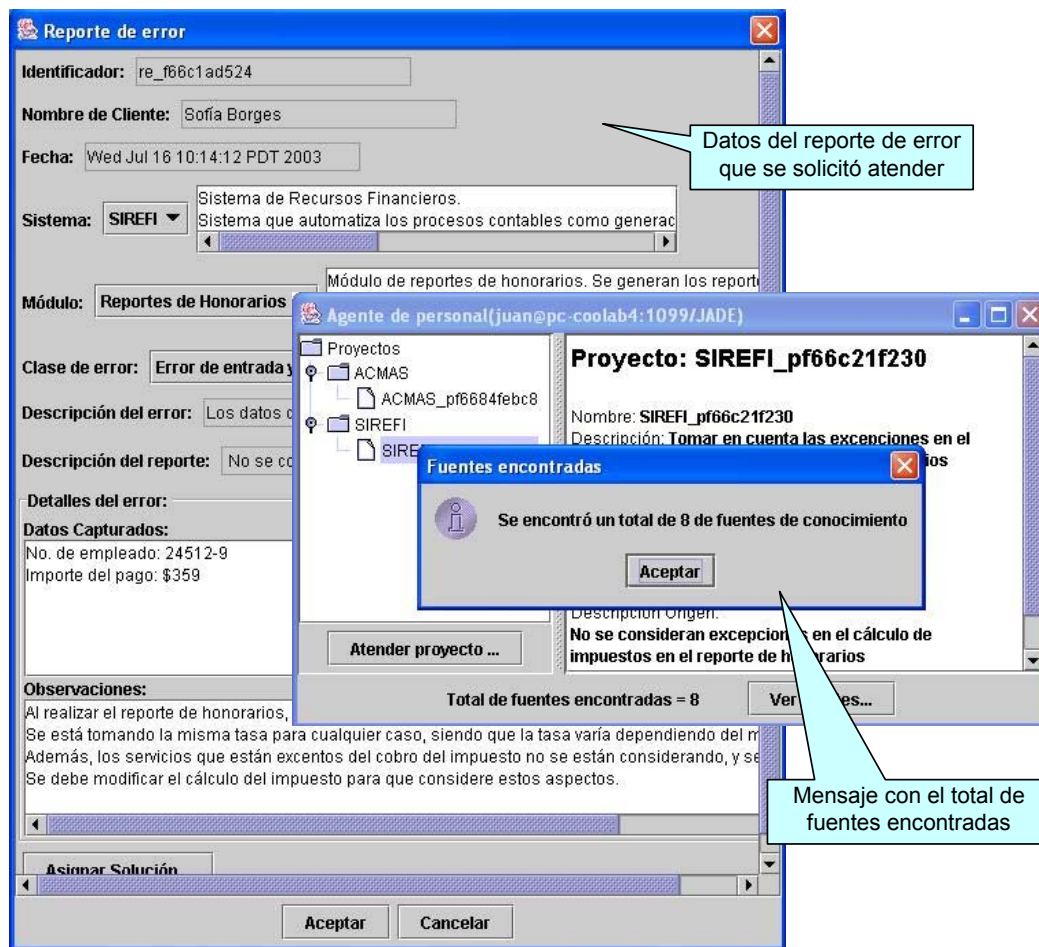 Reporte de error
Identificador: re_f66c1ad524
Nombre de Cliente: Sofía Borges
Fecha: Wed Jul 16 10:14:12 PDT 2003
Datos del reporte de error
que se solicitó atender
Sistema: SIREFI
Sistema de Recursos Financieros.
Sistema que automatiza los procesos contables como generac
Módulo: Reportes de Honorarios
Módulo de reportes de honorarios. Se generan los report
Clase de error: Error de entrada y
Descripción del error: Los datos
Descripción del reporte: No se
Detalles del error:
Datos Capturados:
No. de empleado: 24512-9
Importe del pago: $359
Observaciones:
Al realizar el reporte de honorarios,
Se está tomando la misma tasa para cualquier caso, siendo que la tasa varía dependiendo del m
Además, los servicios que están excentos del cobro del impuesto no se están considerando, y se
Se debe modificar el cálculo del impuesto para que considere estos aspectos.
Asignar Solución
Aceptar Cancelar
Agente de personal(juan@pc-coolab4:1099/JADE)
Proyectos
ACMAS
ACMAS_pf6684febc8
SIREFI
SIRE
Atender proyecto ...
Proyecto: SIREFI_pf66c21f230
Nombre: SIREFI_pf66c21f230
Descripción: Tomar en cuenta las excepciones en el
ios
Descripción Origen:
No se consideran excepciones en el cálculo de
impuestos en el reporte de honorarios
Total de fuentes encontradas = 8
Ver
Fuentes encontradas
Se encontró un total de 8 de fuentes de conocimiento
Aceptar
Mensaje con el total de
fuentes encontradas